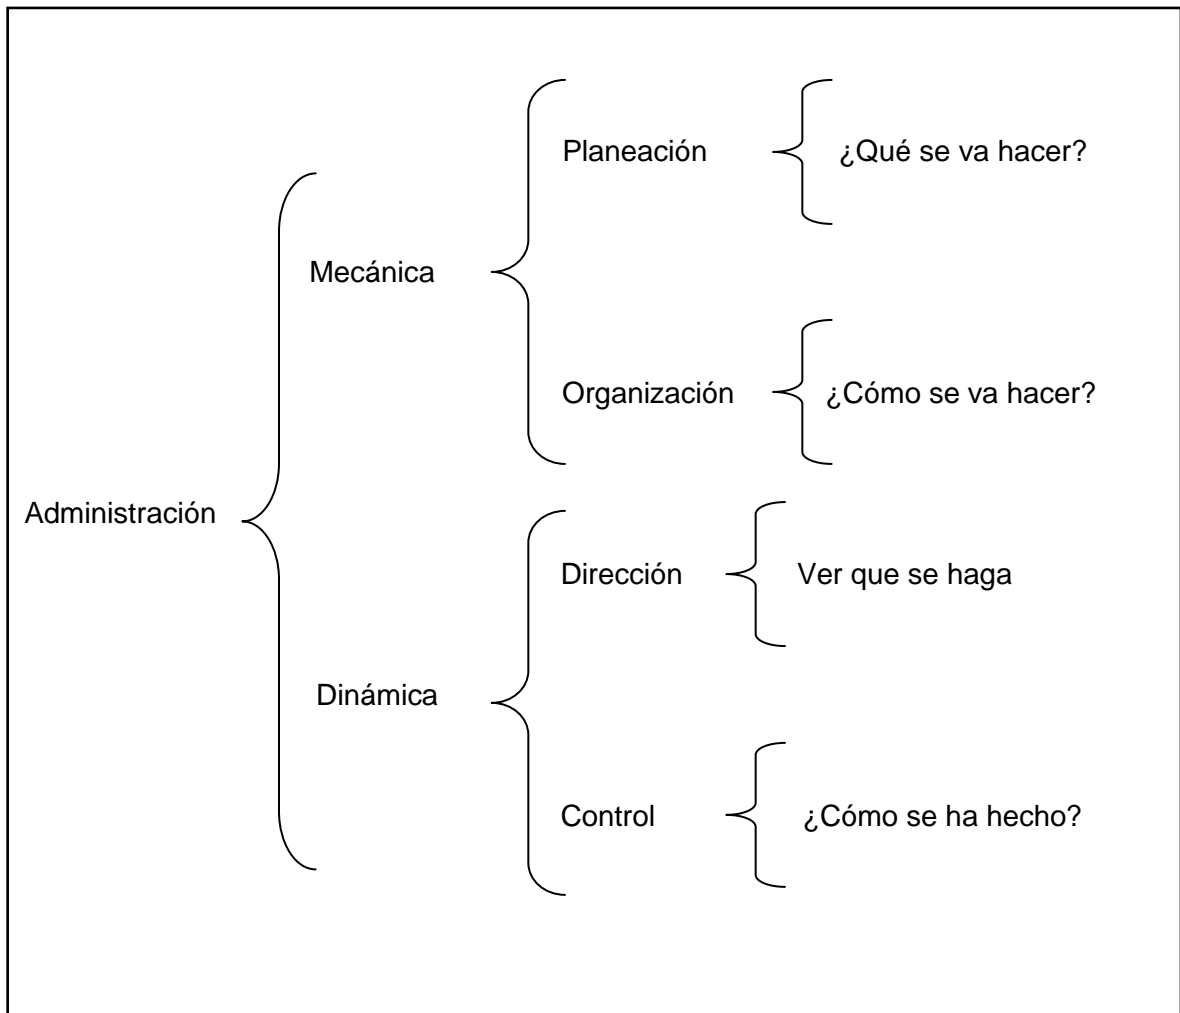 Planeación
¿Qué se va hacer?
Mecánica
Organización
¿Cómo se va hacer?
Administración
Dirección
Ver que se haga
Dinámica
Control
¿Cómo se ha hecho?